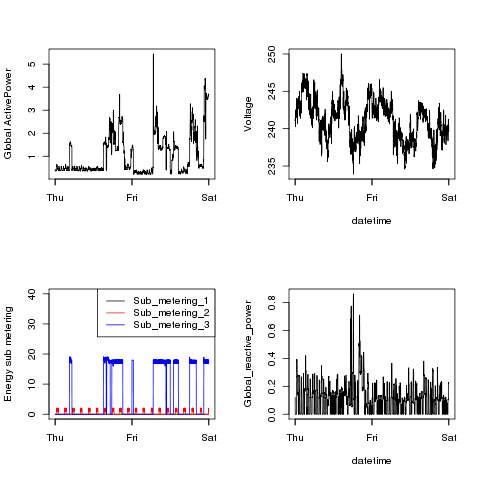 Global ActivePower
1 2 3 4 5
Thu Fri Sat
Voltage
235 240 245 250
Thu Fri Sat
datetime
Energy sub metering
0 10 20 30 40
Sub_metering_1
Sub_metering_2
Sub_metering_3
Thu Fri Sat
Global_reactive_power
0.0 0.2 0.4 0.6 0.8
Thu Fri Sat
datetime